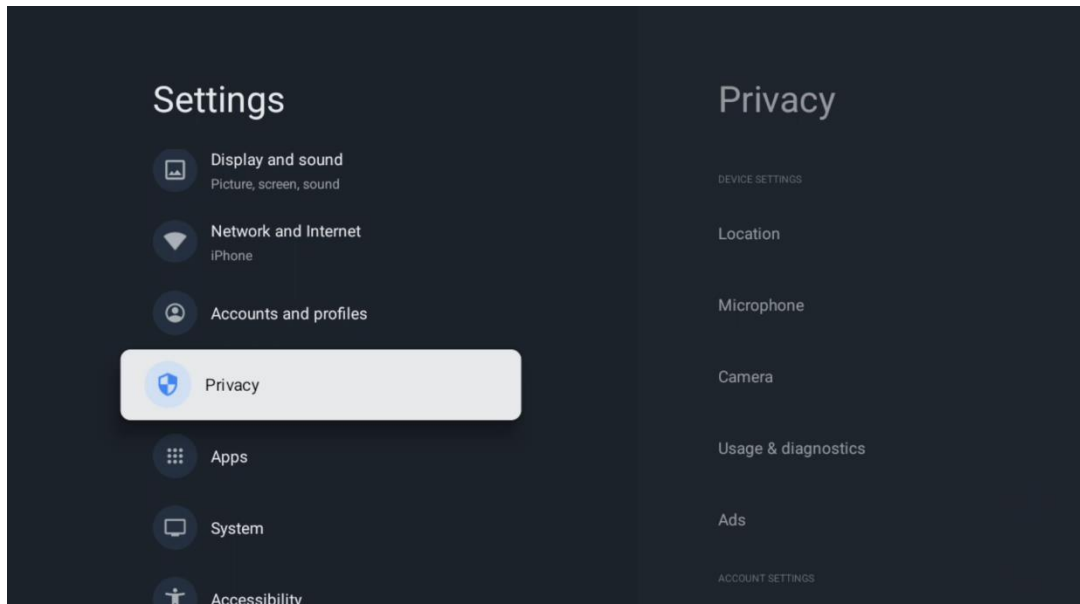 Settings
Display and sound
Picture, screen, sound
Network and Internet
iPhone
Accounts and profiles
Privacy
Apps
System
Accessibility
Privacy
DEVICE SETTINGS
Location
Microphone
Camera
Usage & diagnostics
Ads
ACCOUNT SETTINGS